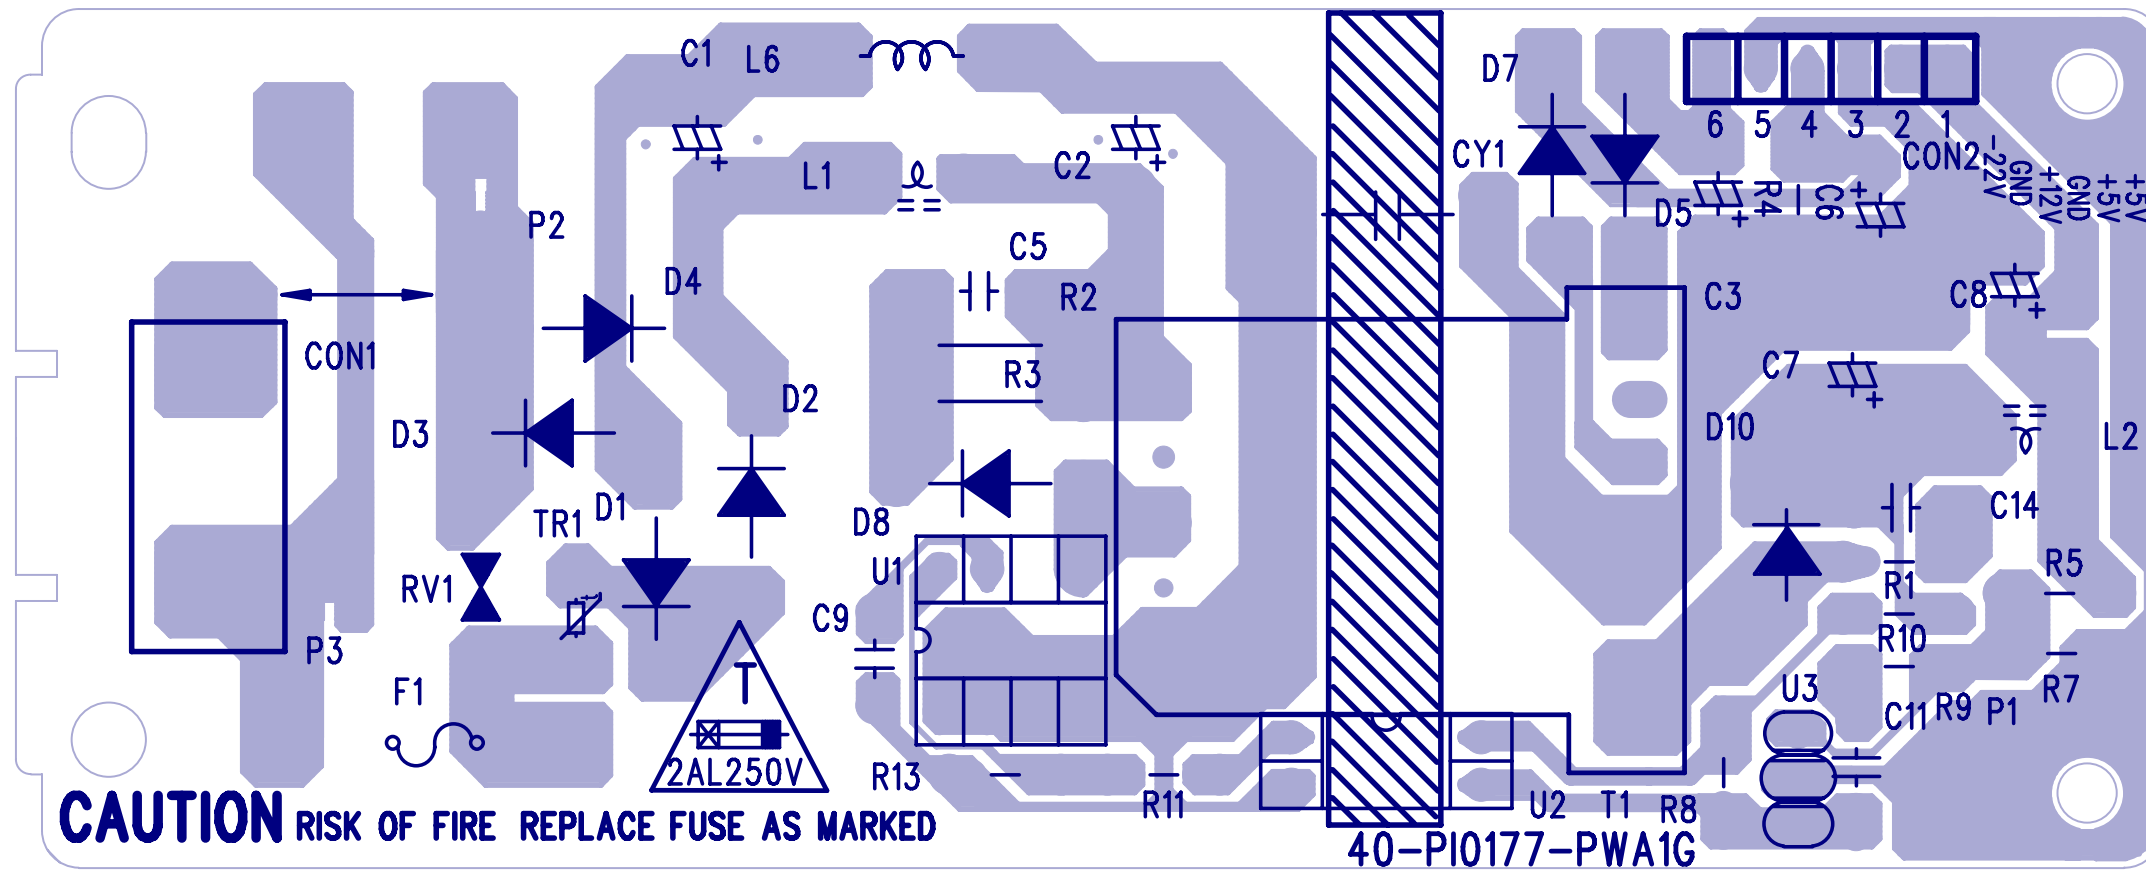 C1
L6
D7
6 5 4 3 2 1
CON2
-22V
GND
+12V
GND
+5V
+5V
CY1
L1
C2
P2
D5
R4
C6
+
+
+
+
C5
D4
R2
C3
C8
+
CON1
R3
C7
+
D2
D3
D10
L2
D1
TR1
D8
C14
U1
RV1
t
R5
R1
C9
R10
P3
F1
T
2AL250V
U3
C11
R9
P1
R7
R13
R11
U2
T1
R8
CAUTION RISK OF FIRE REPLACE FUSE AS MARKED
40-PI0177-PWA1G